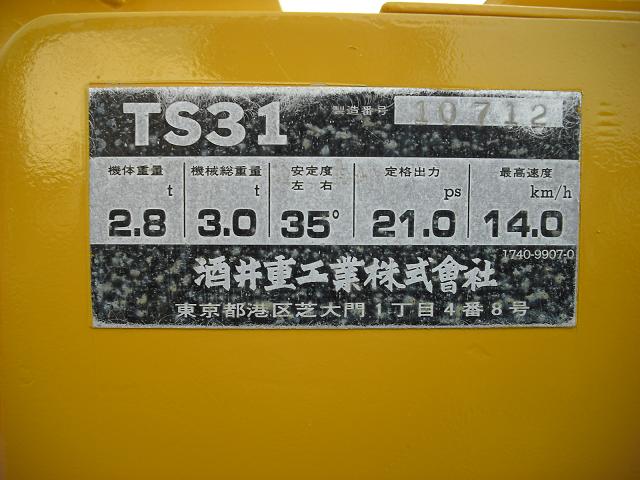 TS31 製造番号 10712
機体重量 機械総重量 安定度 定格出力 最高速度
t t 左右 ps km/h
2.8 3.0 35° 21.0 14.0
1740-9907-0
酒井重工業株式會社
東京都港区芝大門1丁目4番8号